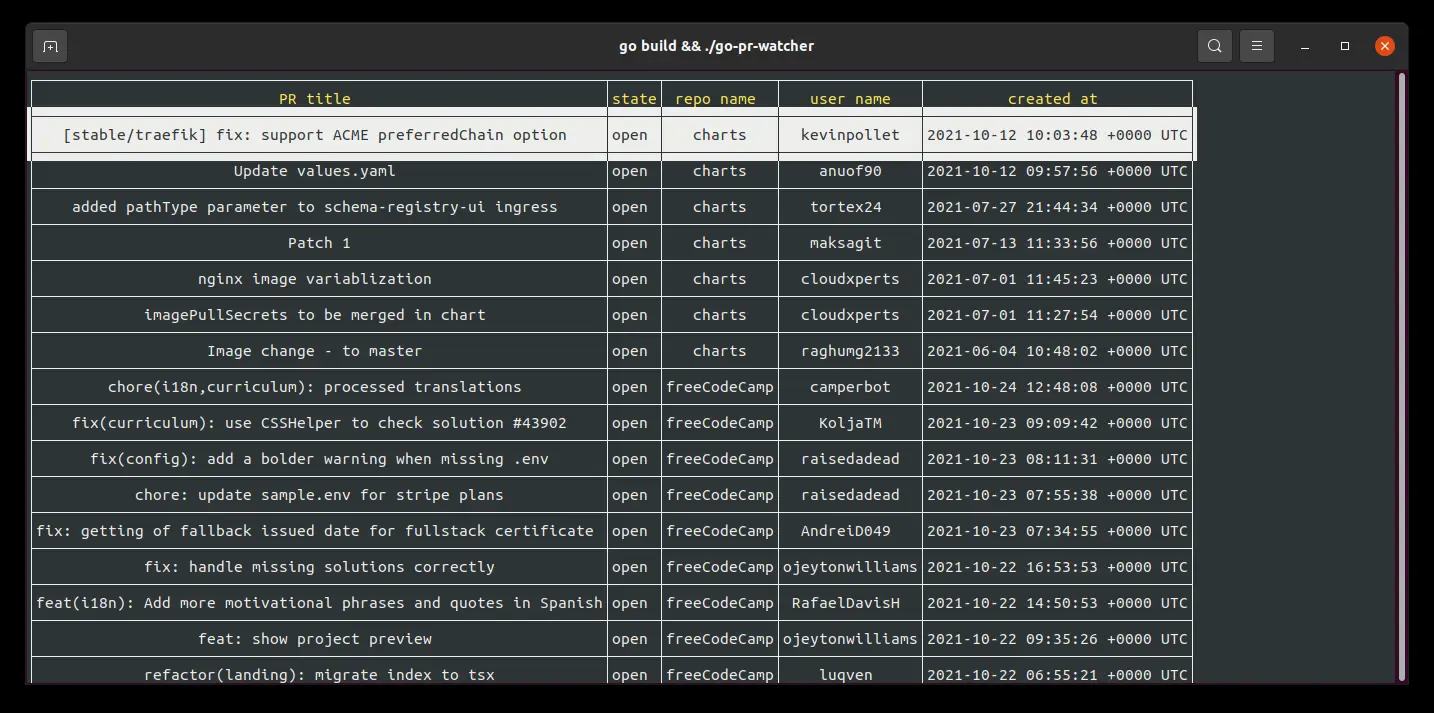 go build && ./go-pr-watcher
PR title state repo name user name created at
[stable/traefik] fix: support ACME preferredChain option open charts kevinpollet 2021-10-12 10:03:48 +0000 UTC
Update values.yaml open charts anuof90 2021-10-12 09:57:56 +0000 UTC
added pathType parameter to schema-registry-ui ingress open charts tortex24 2021-07-27 21:44:34 +0000 UTC
Patch 1 open charts maksagit 2021-07-13 11:33:56 +0000 UTC
nginx image variablization open charts cloudxperts 2021-07-01 11:45:23 +0000 UTC
imagePullSecrets to be merged in chart open charts cloudxperts 2021-07-01 11:27:54 +0000 UTC
Image change - to master open charts raghumg2133 2021-06-04 10:48:02 +0000 UTC
chore(i18n,curriculum): processed translations open freeCodeCamp camperbot 2021-10-24 12:48:08 +0000 UTC
fix(curriculum): use CSSHelper to check solution #43902 open freeCodeCamp KoljaTM 2021-10-23 09:09:42 +0000 UTC
fix(config): add a bolder warning when missing .env open freeCodeCamp raisedadead 2021-10-23 08:11:31 +0000 UTC
chore: update sample.env for stripe plans open freeCodeCamp raisedadead 2021-10-23 07:55:38 +0000 UTC
fix: getting of fallback issued date for fullstack certificate open freeCodeCamp AndreiD049 2021-10-23 07:34:55 +0000 UTC
fix: handle missing solutions correctly open freeCodeCamp ojeytonwilliams 2021-10-22 16:53:53 +0000 UTC
feat(i18n): Add more motivational phrases and quotes in Spanish open freeCodeCamp RafaelDavisH 2021-10-22 14:50:53 +0000 UTC
feat: show project preview open freeCodeCamp ojeytonwilliams 2021-10-22 09:35:26 +0000 UTC
refactor(landing): migrate index to tsx open freeCodeCamp luqven 2021-10-22 06:55:21 +0000 UTC